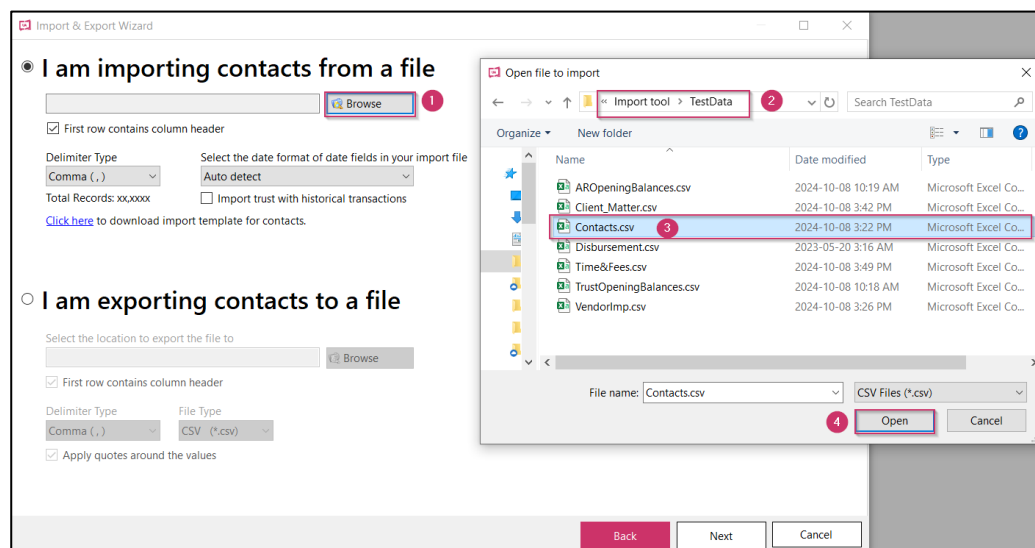 Import & Export Wizard
I am importing contacts from a file
Browse
1
First row contains column header
Delimiter Type
Select the date format of date fields in your import file
Comma ( , )
Auto detect
Total Records: xx,xxxx
Import trust with historical transactions
Click here to download import template for contacts.
I am exporting contacts to a file
Select the location to export the file to
Browse
First row contains column header
Delimiter Type
File Type
Comma ( , )
CSV (*.csv)
Apply quotes around the values
Back
Next
Cancel
Open file to import
« Import tool > TestData
2
Search TestData
Organize
New folder
?
Name Date modified Type
AROpeningBalances.csv 2024-10-08 10:19 AM Microsoft Excel Co...
Client_Matter.csv 2024-10-08 3:42 PM Microsoft Excel Co...
Contacts.csv 3 2024-10-08 3:22 PM Microsoft Excel Co...
Disbursement.csv 2023-05-20 3:16 AM Microsoft Excel Co...
Time&Fees.csv 2024-10-08 3:49 PM Microsoft Excel Co...
TrustOpeningBalances.csv 2024-10-08 10:18 AM Microsoft Excel Co...
VendorImp.csv 2024-10-08 3:26 PM Microsoft Excel Co...
File name: Contacts.csv
CSV Files (*.csv)
4
Open
Cancel